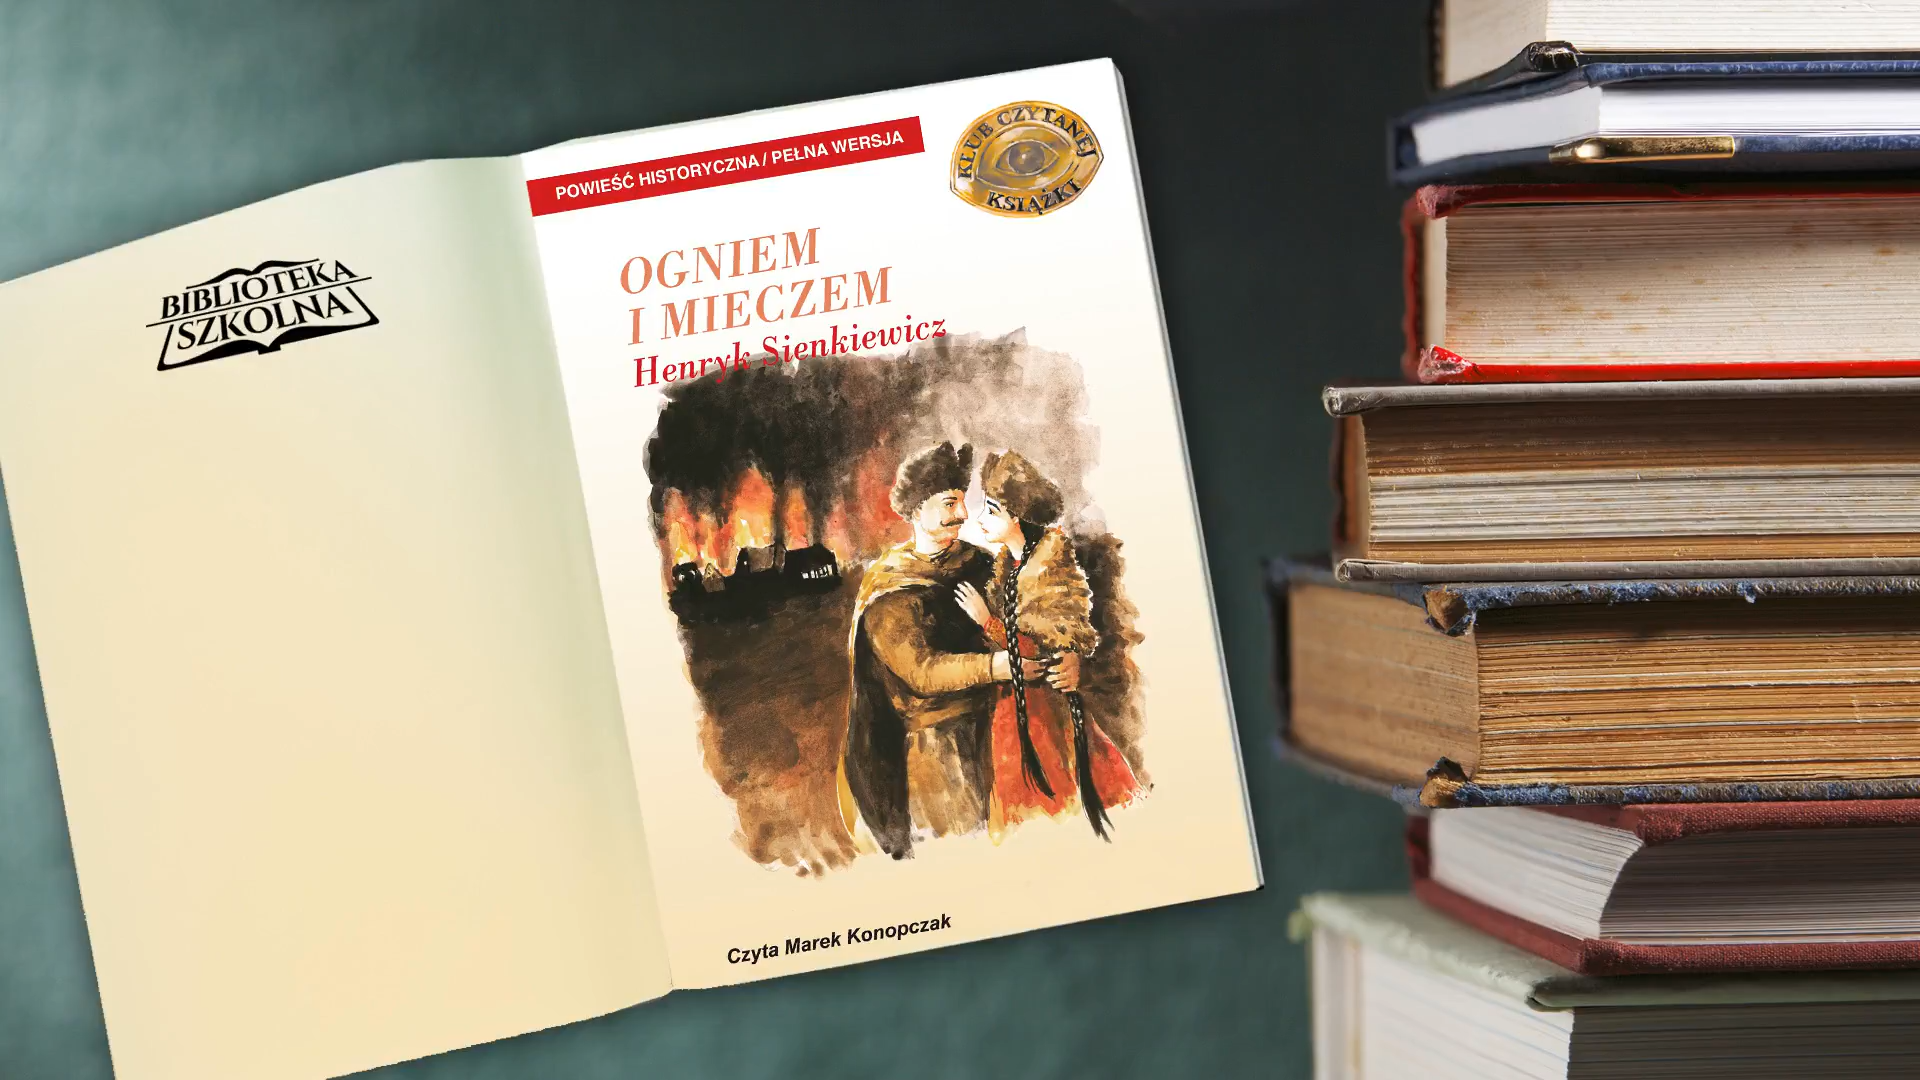 BIBLIOTEKA
SZKOLNA
POWIEŚĆ HISTORYCZNA / PEŁNA WERSJA
KLUB CZYTANEJ
KSIĄŻKI
OGNIEM
I MIECZEM
Henryk Sienkiewicz
Czyta Marek Konopczak